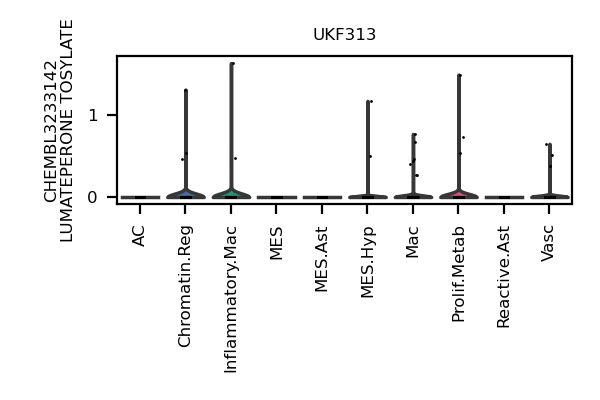 UKF313
CHEMBL3233142
LUMATEPERONE TOSYLATE
1
0
AC
Chromatin.Reg
Inflammatory.Mac
MES
MES.Ast
MES.Hyp
Mac
Prolif.Metab
Reactive.Ast
Vasc